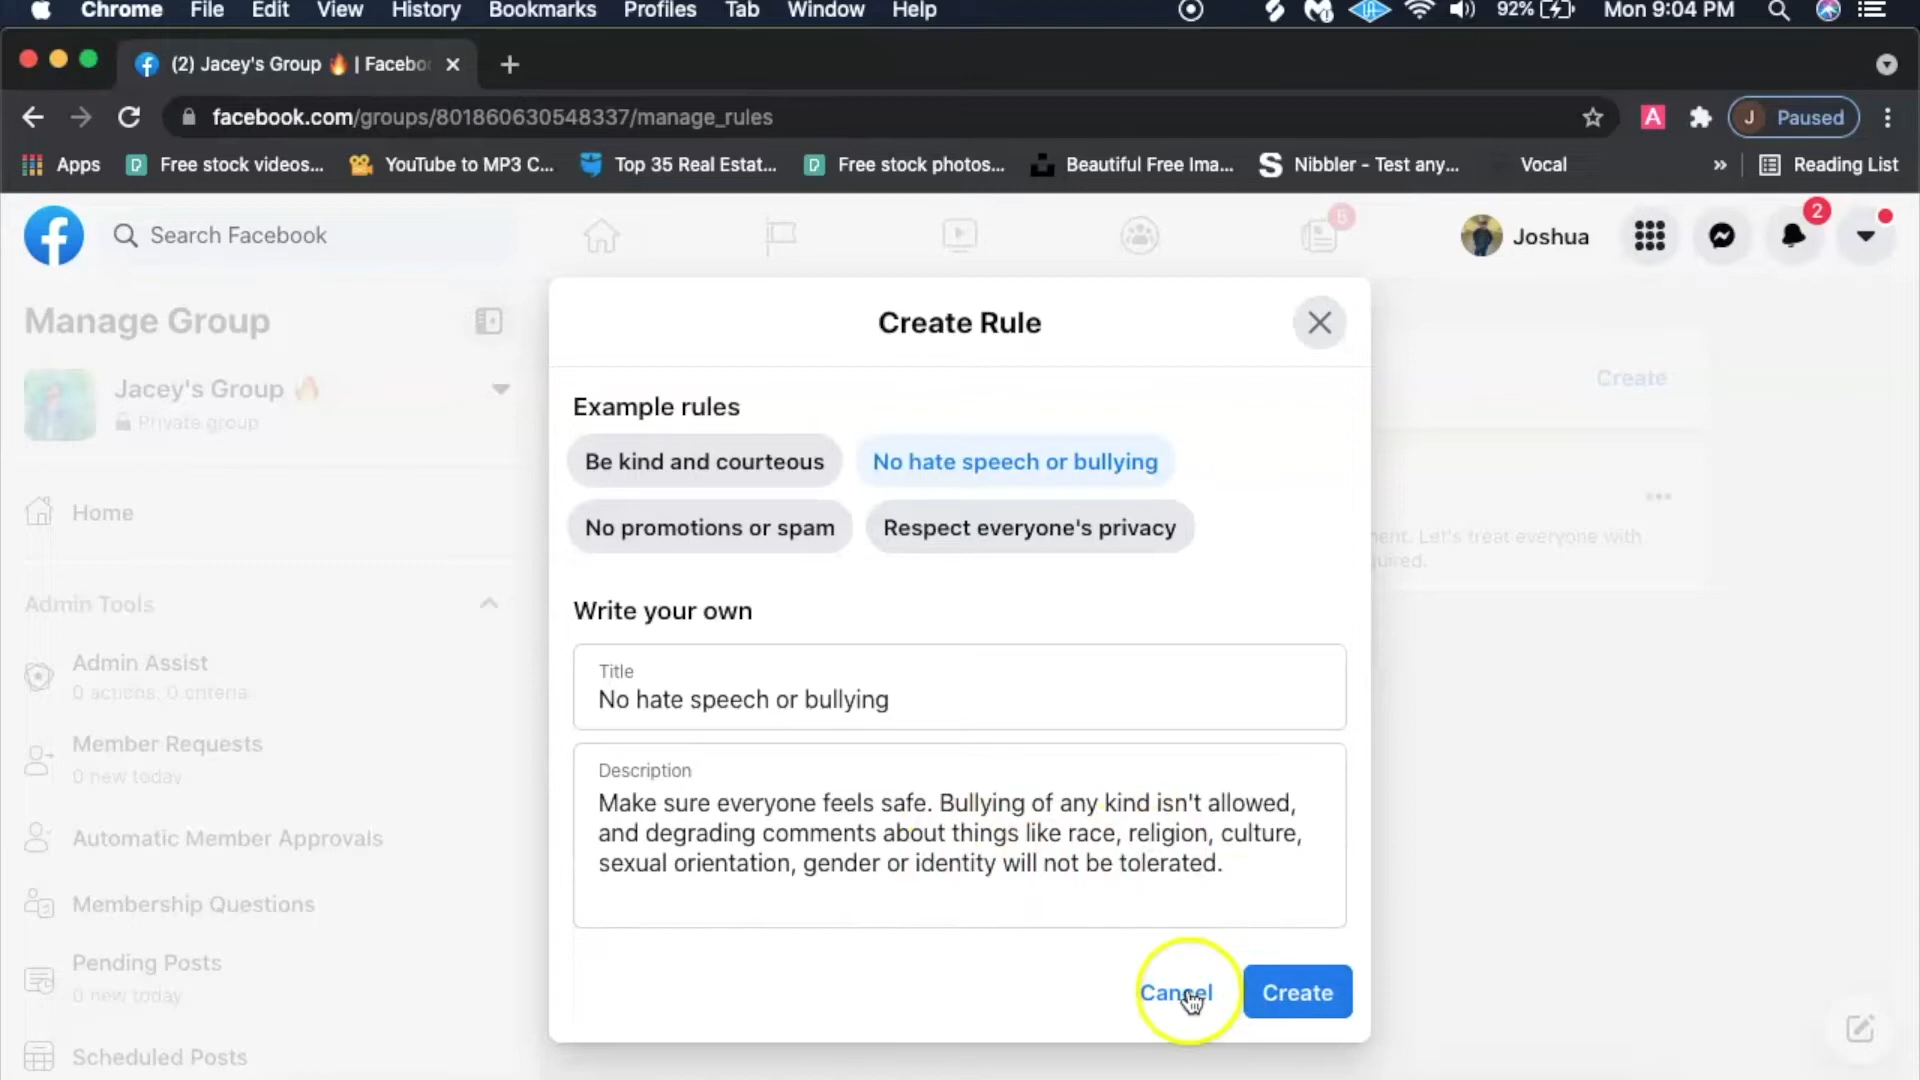 Chrome File Edit View History Bookmarks Profiles Tab Window Help 92% Mon 9:04 PM
(2) Jacey's Group 🔥 | Facebo
facebook.com/groups/801860630548337/manage_rules A J Paused
Apps Free stock videos... YouTube to MP3 C... Top 35 Real Estat... Free stock photos... Beautiful Free Ima... Nibbler - Test any... Vocal » Reading List
Search Facebook 5 Joshua 2
Manage Group
Jacey's Group 🔥
Private group
Home
Admin Tools
Admin Assist
0 actions, 0 criteria
Member Requests
0 new today
Automatic Member Approvals
Membership Questions
Pending Posts
0 new today
Scheduled Posts
Create Rule
Example rules
Be kind and courteous No hate speech or bullying
No promotions or spam Respect everyone's privacy
Write your own
Title
No hate speech or bullying
Description
Make sure everyone feels safe. Bullying of any kind isn't allowed,
and degrading comments about things like race, religion, culture,
sexual orientation, gender or identity will not be tolerated.
Cancel Create
Create
Let's treat everyone with